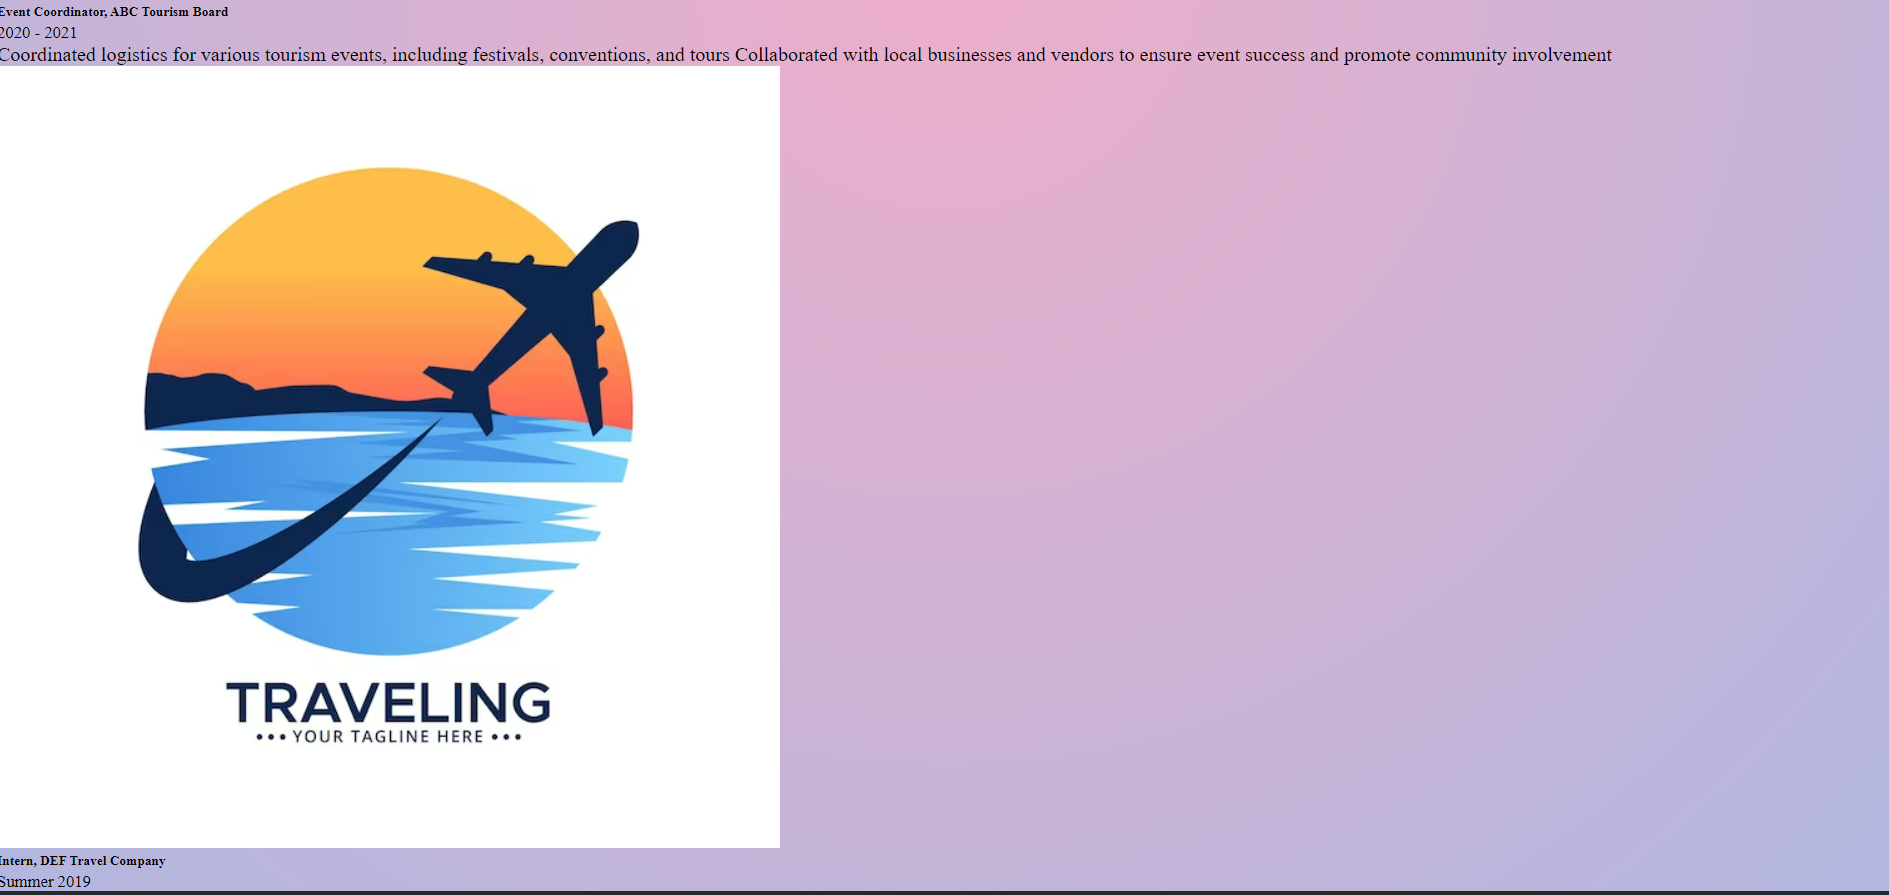 Event Coordinator, ABC Tourism Board
2020 - 2021
Coordinated logistics for various tourism events, including festivals, conventions, and tours Collaborated with local businesses and vendors to ensure event success and promote community involvement
TRAVELING
••• YOUR TAGLINE HERE •••
Intern, DEF Travel Company
Summer 2019